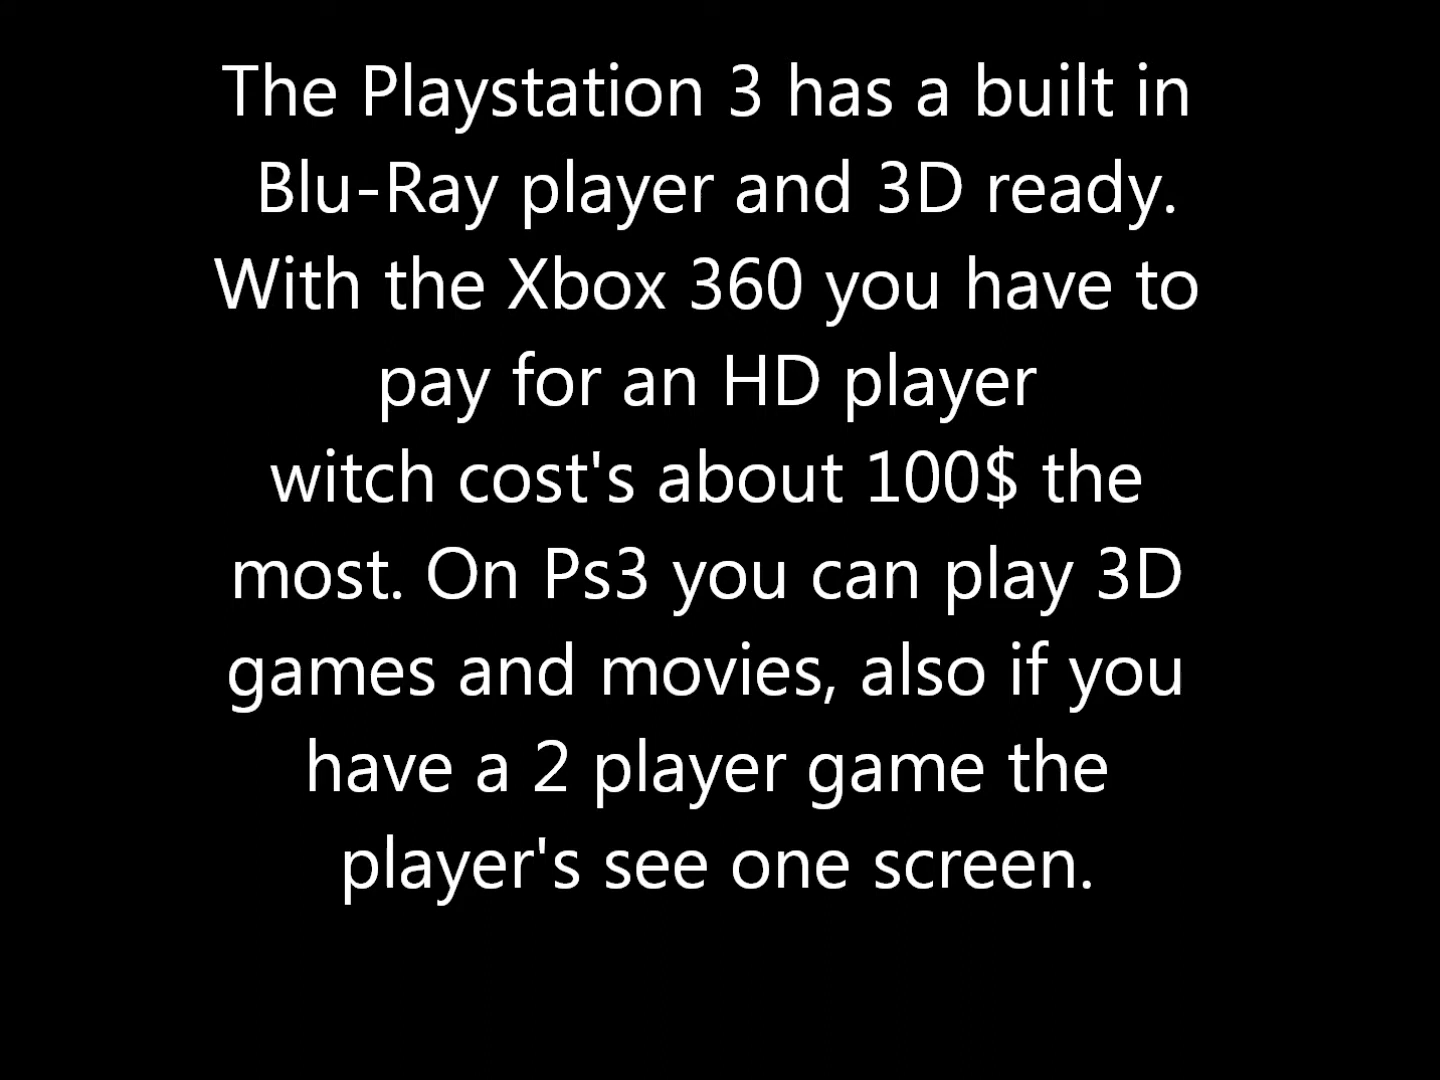 The Playstation 3 has a built in
Blu-Ray player and 3D ready.
With the Xbox 360 you have to
pay for an HD player
witch cost's about 100$ the
most. On Ps3 you can play 3D
games and movies, also if you
have a 2 player game the
player's see one screen.